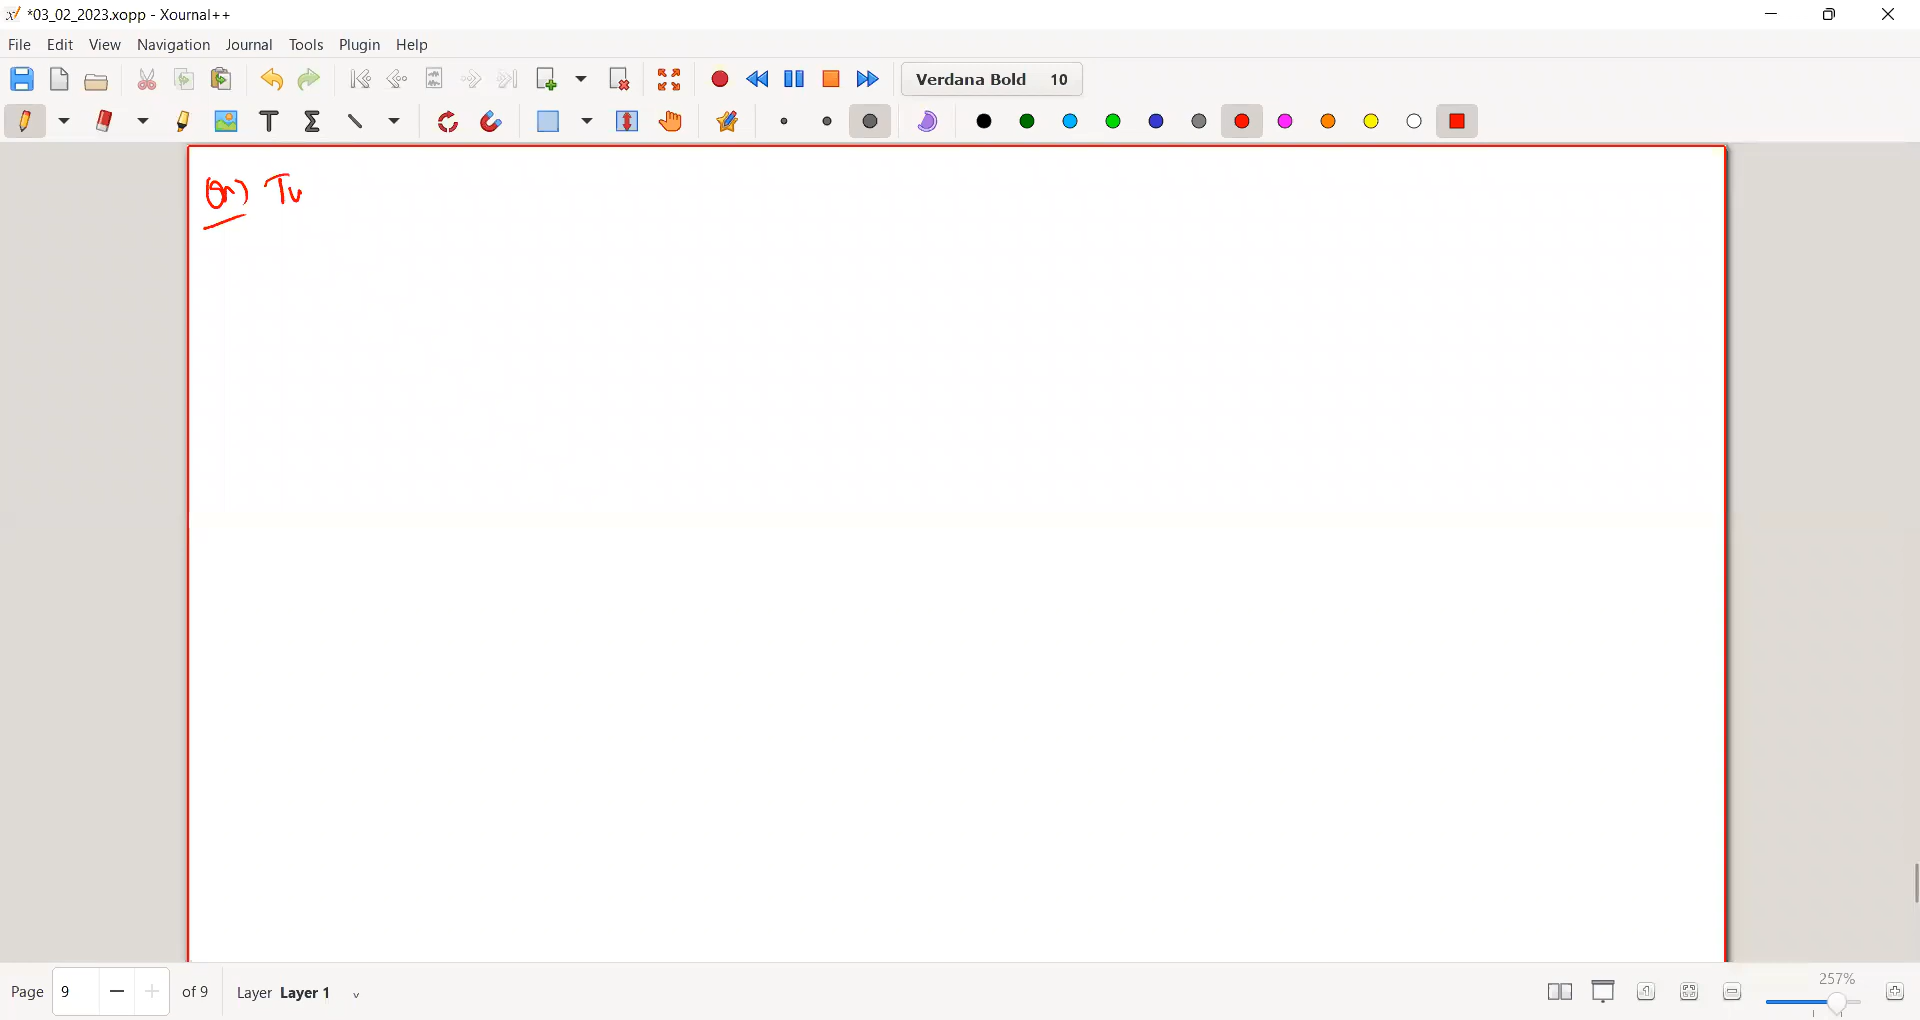 *03_02_2023.xopp - Xournal++
File Edit View Navigation Journal Tools Plugin Help
Verdana Bold 10
Page 9 of 9 Layer Layer 1 257%